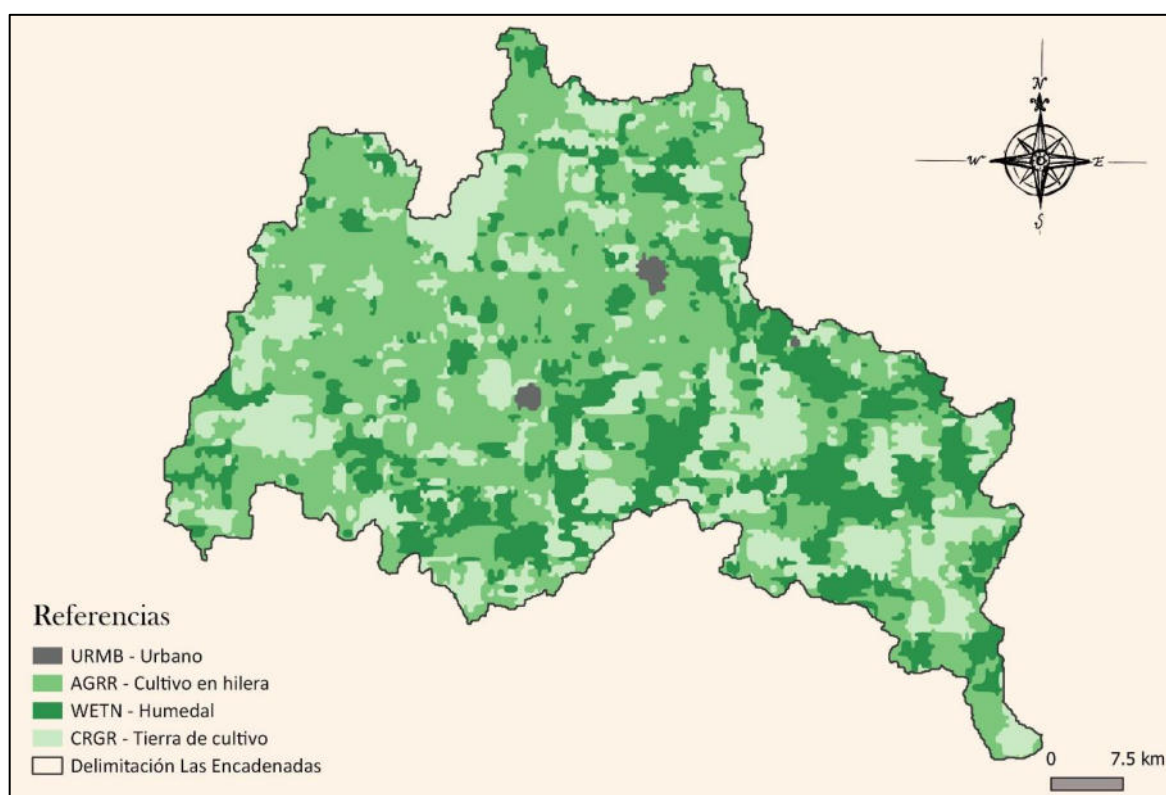 N
W
E
S
Referencias
URMB - Urbano
AGRR - Cultivo en hilera
WETN - Humedal
CRGR - Tierra de cultivo
Delimitación Las Encadenadas
0 7.5 km